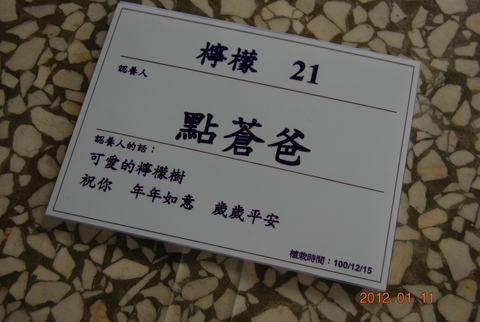 檸檬 21
認養人
點蒼爸
認養人的話：
可愛的檸檬樹
祝你 年年如意 歲歲平安
植栽時間：100/12/15
2012 01 11